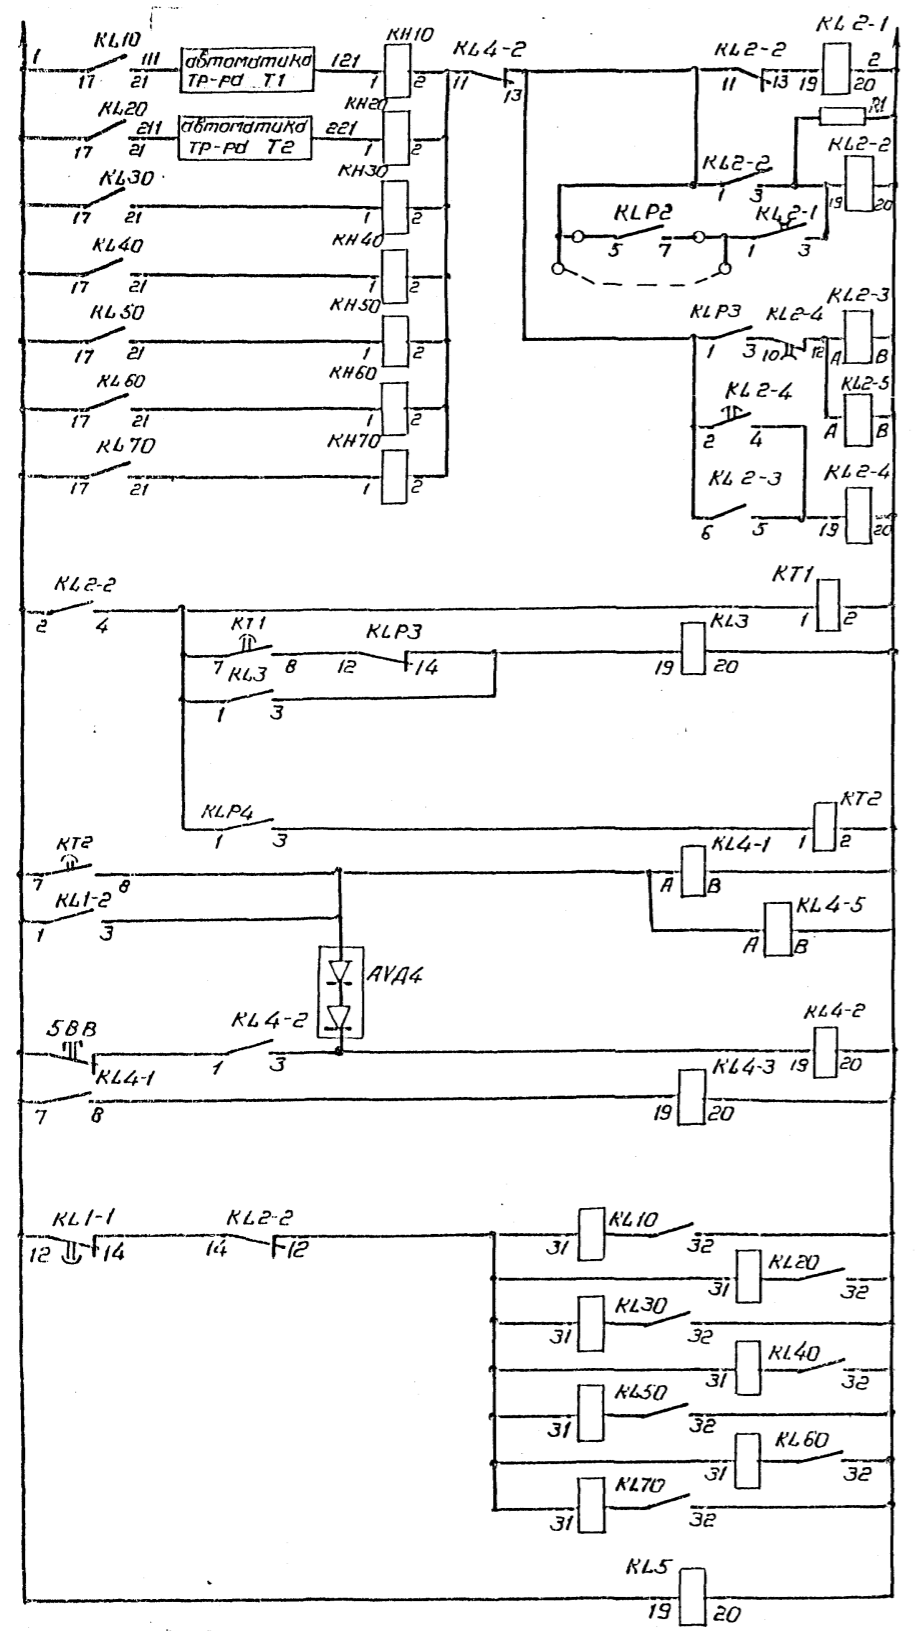 1 KL10 111 автоматика 121 KH10 KL4-2 KL2-2 KL2-1 2
17 21 тр-ра T1 1 2 11 13 11 13 19 20
R1
KL20 211 автоматика 221 KH20
17 21 тр-ра T2 1 2
KL2-2 KL2-2
1 3 19 20
KL30 KH30
17 21 1 2
KLP2 KL2-1
5 7 1 3
KL40 KH40
17 21 1 2
KL50 KH50
17 21 1 2
KLP3 KL2-4 KL2-3
1 3 10 12 A B
KL60 KH60
17 21 1 2
KL2-4 KL2-5
2 4 A B
KL70 KH70
17 21 1 2
KL2-3 KL2-4
6 5 19 20
KL2-2 KT1
2 4 1 2
KT1 KLP3 KL3
7 8 12 14 19 20
KL3
1 3
KLP4 KT2
1 3 1 2
KT2 KL4-1
7 8 A B
KL1-2 KL4-5
1 3 A B
АУД4
5ВВ KL4-2 KL4-2
1 3 19 20
KL4-1 KL4-3
7 8 19 20
KL1-1 KL2-2 KL10
12 14 14 12 31 32
KL20
31 32
KL30
31 32
KL40
31 32
KL50
31 32
KL60
31 32
KL70
31 32
KL5
19 20